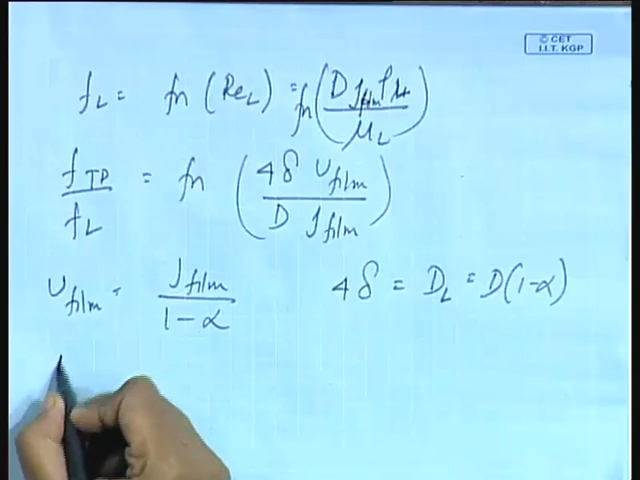 © CET
I.I.T. KGP
f_L = fn (Re_L) = fn (D j_film ρ_L / μ_L)
f_TP / f_L = fn (4δ u_film / D j_film)
u_film = j_film / 1-α    4δ = D_L = D(1-α)